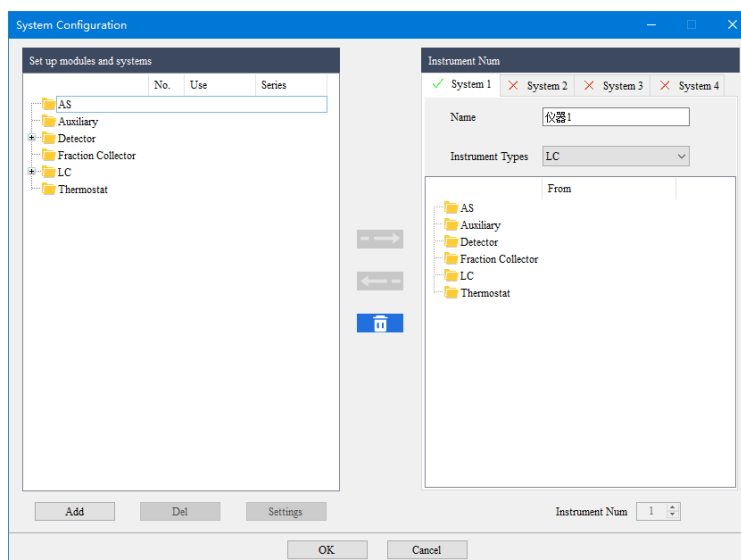 System Configuration
Set up modules and systems
No. Use Series
AS
Auxiliary
Detector
Fraction Collector
LC
Thermostat
Add Del Settings
Instrument Num
System 1 System 2 System 3 System 4
Name 仪器1
Instrument Types LC
From
AS
Auxiliary
Detector
Fraction Collector
LC
Thermostat
Instrument Num 1
OK Cancel